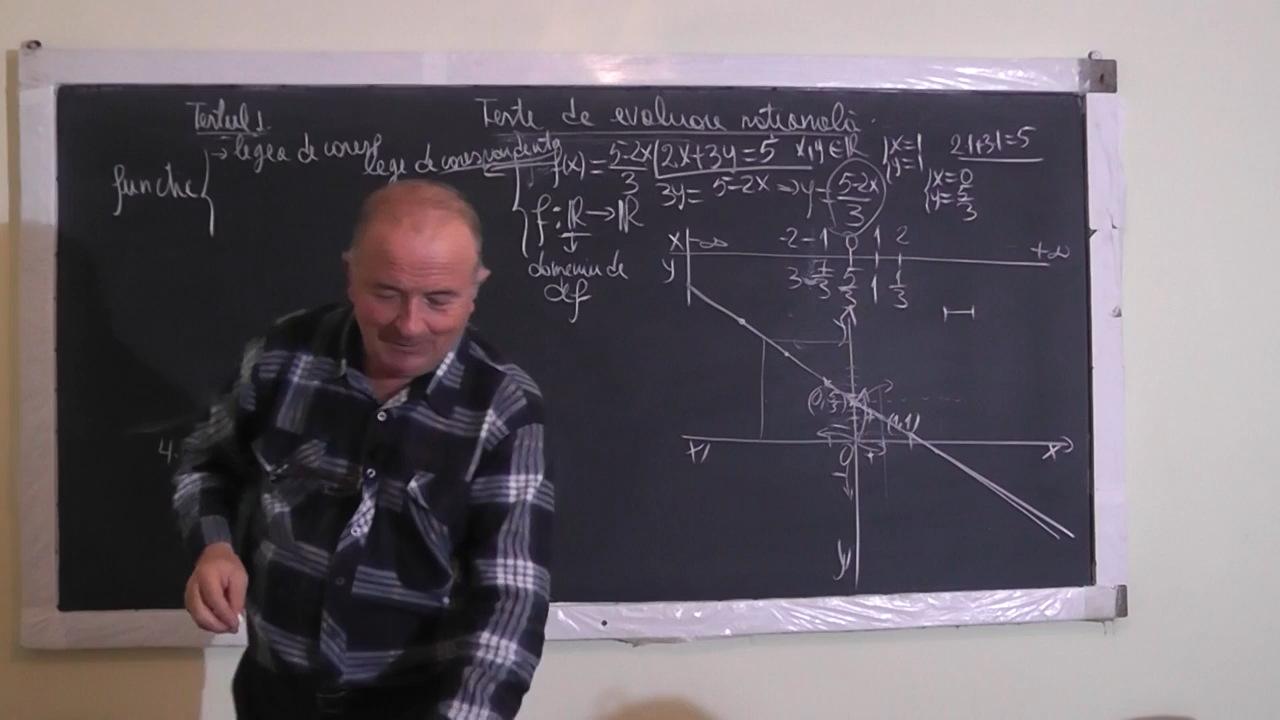 Teste de evaluare națională.
Testul 1.
funcție
→ legea de coresp
lege de corespondență
f(x) = 5-2x / 3
f: ℝ → ℝ
domeniu de
def
2x+3y=5 x,y ∈ ℝ
3y = 5-2x ⇒ y = 5-2x / 3
x=1
y=1
2·1+3·1=5
x=0
y= 5/3
x -∞ -2 -1 0 1 2 +∞
y 3 7/3 5/3 1 1/3
y
(0, 5/3)
(1,1)
x' 0 x
y'
4.